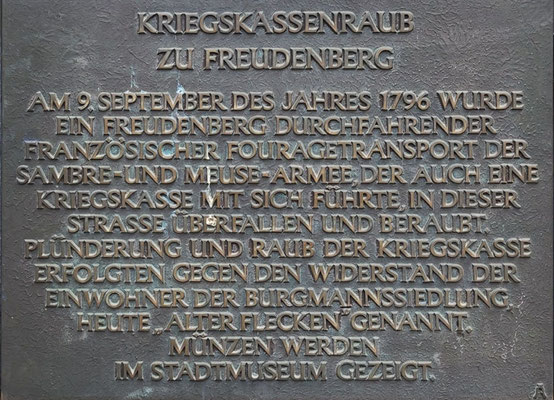 KRIEGSKASSENRAUB
ZU FREUDENBERG
AM 9. SEPTEMBER DES JAHRES 1796 WURDE
EIN FREUDENBERG DURCHFAHRENDER
FRANZÖSISCHER FOURAGETRANSPORT DER
SAMBRE-UND MEUSE-ARMEE, DER AUCH EINE
KRIEGSKASSE MIT SICH FÜHRTE, IN DIESER
STRASSE ÜBERFALLEN UND BERAUBT.
PLÜNDERUNG UND RAUB DER KRIEGSKASSE
ERFOLGTEN GEGEN DEN WIDERSTAND DER
EINWOHNER DER BURGMANNSSIEDLUNG,
HEUTE „ALTER FLECKEN" GENANNT.
MÜNZEN WERDEN
IM STADTMUSEUM GEZEIGT.